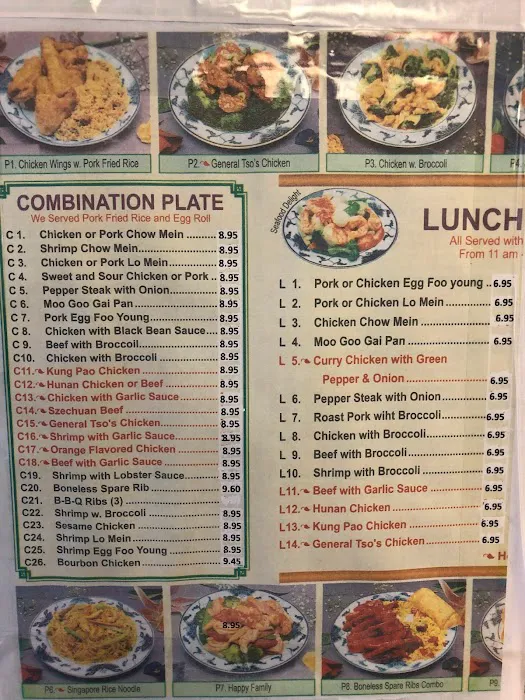 P1. Chicken Wings w. Pork Fried Rice
P2. General Tso's Chicken
P3. Chicken w. Broccoli
P4.
COMBINATION PLATE
We Served Pork Fried Rice and Egg Roll
C 1. Chicken or Pork Chow Mein ....... 8.95
C 2. Shrimp Chow Mein................... 8.95
C 3. Chicken or Pork Lo Mein ........... 8.95
C 4. Sweet and Sour Chicken or Pork .. 8.95
C 5. Pepper Steak with Onion........... 8.95
C 6. Moo Goo Gai Pan.................... 8.95
C 7. Pork Egg Foo Young................. 8.95
C 8. Chicken with Black Bean Sauce.... 8.95
C 9. Beef with Broccoil................... 8.95
C10. Chicken with Broccoli .............. 8.95
C11. Kung Pao Chicken .................. 8.95
C12. Hunan Chicken or Beef ............ 8.95
C13. Chicken with Garlic Sauce......... 8.95
C14. Szechuan Beef ...................... 8.95
C15. General Tso's Chicken.............. 8.95
C16. Shrimp with Garlic Sauce.......... 8.95
C17. Orange Flavored Chicken .......... 8.95
C18. Beef with Garlic Sauce ............. 8.95
C19. Shrimp with Lobster Sauce........ 8.95
C20. Boneless Spare Rib ................. 9.60
C21. B-B-Q Ribs (3) ......................
C22. Shrimp w. Broccoli .................. 8.95
C23. Sesame Chicken .................... 8.95
C24. Shrimp Lo Mein ..................... 8.95
C25. Shrimp Egg Foo Young ............ 8.95
C26. Bourbon Chicken.................... 9.45
Seafood Delight
LUNCH
All Served with
From 11 am -
L 1. Pork or Chicken Egg Foo young .. 6.95
L 2. Pork or Chicken Lo Mein ........... 6.95
L 3. Chicken Chow Mein ................. 6.95
L 4. Moo Goo Gai Pan ................... 6.95
L 5. Curry Chicken with Green
Pepper & Onion ..................... 6.95
L 6. Pepper Steak with Onion........... 6.95
L 7. Roast Pork wiht Broccoli........... 6.95
L 8. Chicken with Broccoli............... 6.95
L 9. Beef with Broccoli................... 6.95
L10. Shrimp with Broccoli ............... 6.95
L11. Beef with Garlic Sauce ............. 6.95
L12. Hunan Chicken ...................... 6.95
L13. Kung Pao Chicken .................. 6.95
L14. General Tso's Chicken.............. 6.95
8.95
P6. Singapore Rice Noodle
P7. Happy Family
P8. Boneless Spare Ribs Combo
P9.